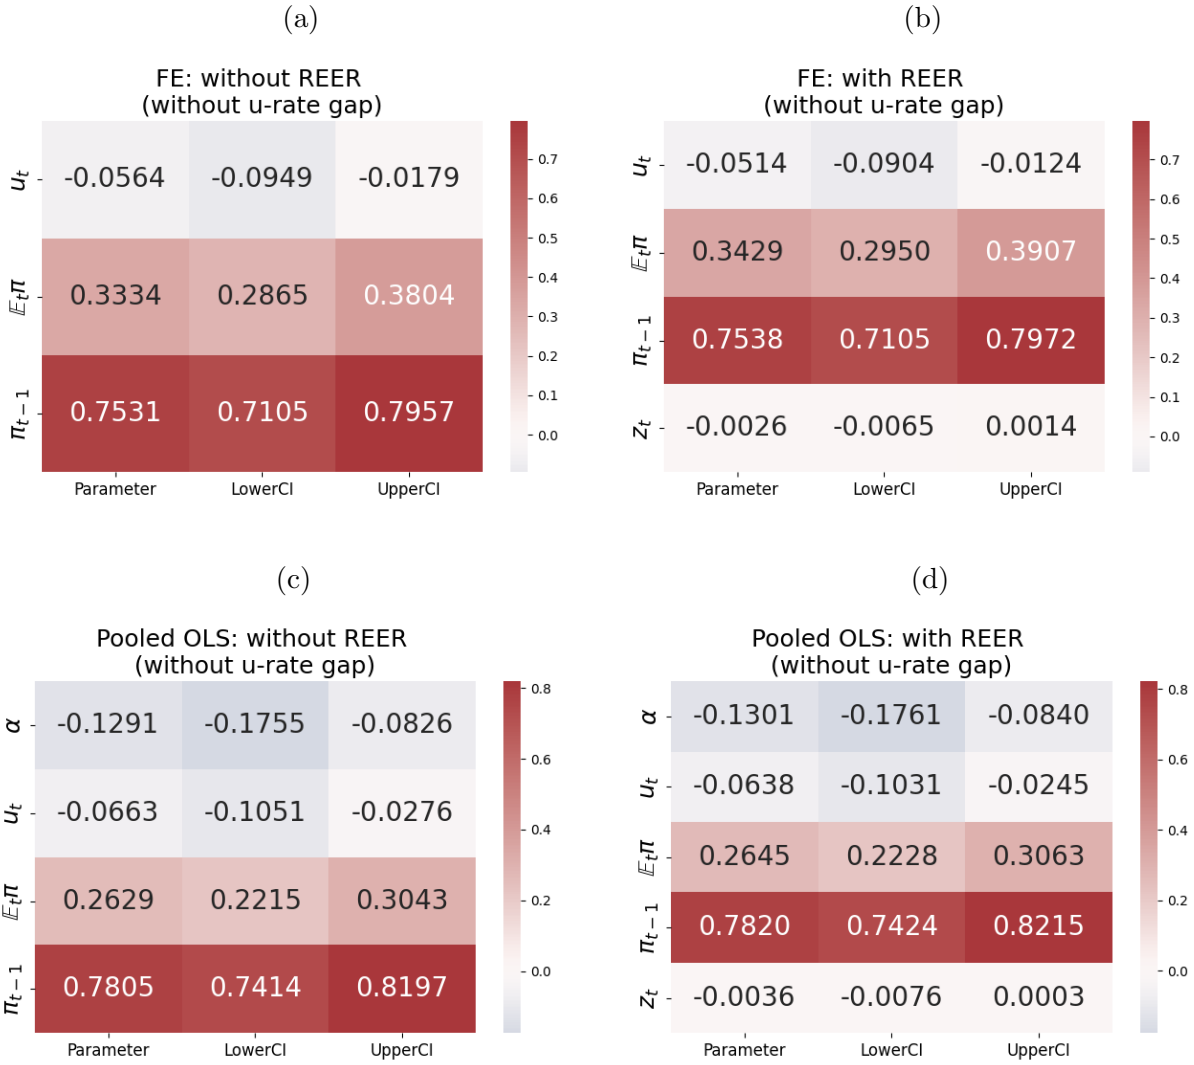 (a)
FE: without REER
(without u-rate gap)
u_t -0.0564 -0.0949 -0.0179
𝔼_tπ 0.3334 0.2865 0.3804
π_{t−1} 0.7531 0.7105 0.7957
Parameter LowerCI UpperCI
0.7
0.6
0.5
0.4
0.3
0.2
0.1
0.0
(b)
FE: with REER
(without u-rate gap)
u_t -0.0514 -0.0904 -0.0124
𝔼_tπ 0.3429 0.2950 0.3907
π_{t−1} 0.7538 0.7105 0.7972
z_t -0.0026 -0.0065 0.0014
Parameter LowerCI UpperCI
0.7
0.6
0.5
0.4
0.3
0.2
0.1
0.0
(c)
Pooled OLS: without REER
(without u-rate gap)
α -0.1291 -0.1755 -0.0826
u_t -0.0663 -0.1051 -0.0276
𝔼_tπ 0.2629 0.2215 0.3043
π_{t−1} 0.7805 0.7414 0.8197
Parameter LowerCI UpperCI
0.8
0.6
0.4
0.2
0.0
(d)
Pooled OLS: with REER
(without u-rate gap)
α -0.1301 -0.1761 -0.0840
u_t -0.0638 -0.1031 -0.0245
𝔼_tπ 0.2645 0.2228 0.3063
π_{t−1} 0.7820 0.7424 0.8215
z_t -0.0036 -0.0076 0.0003
Parameter LowerCI UpperCI
0.8
0.6
0.4
0.2
0.0